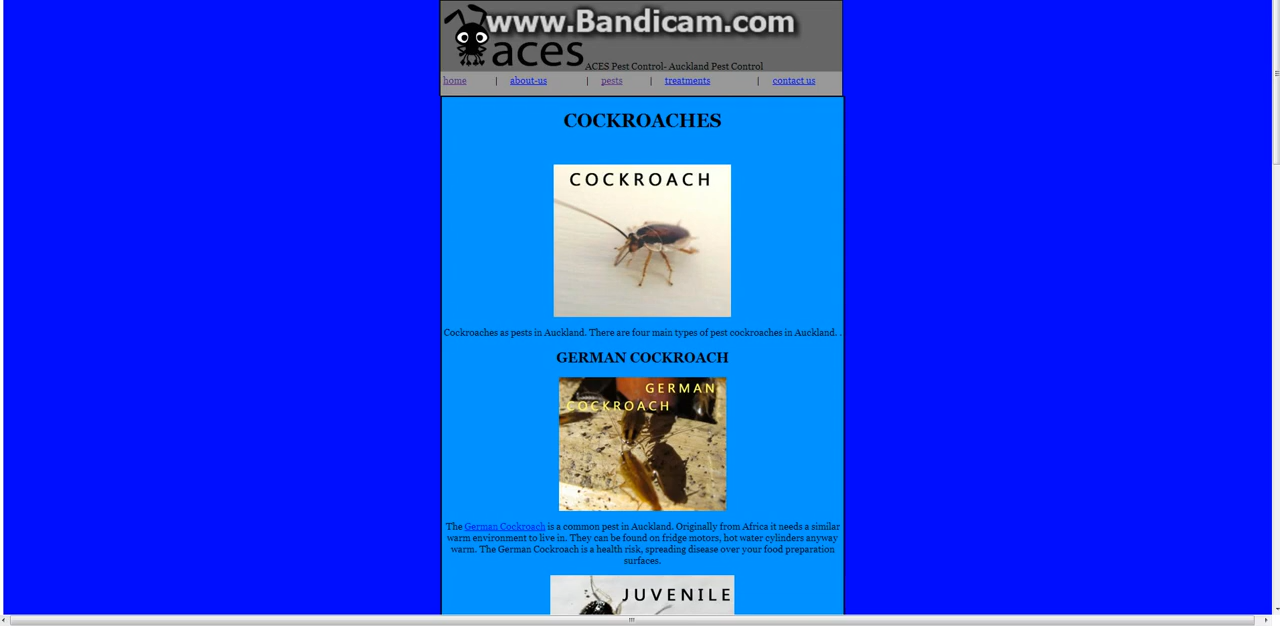 www.Bandicam.com
aces
ACES Pest Control- Auckland Pest Control
home | about-us | pests | treatments | contact us
COCKROACHES
COCKROACH
Cockroaches as pests in Auckland. There are four main types of pest cockroaches in Auckland. .
GERMAN COCKROACH
GERMAN
COCKROACH
The German Cockroach is a common pest in Auckland. Originally from Africa it needs a similar
warm environment to live in. They can be found on fridge motors, hot water cylinders anyway
warm. The German Cockroach is a health risk, spreading disease over your food preparation
surfaces.
JUVENILE